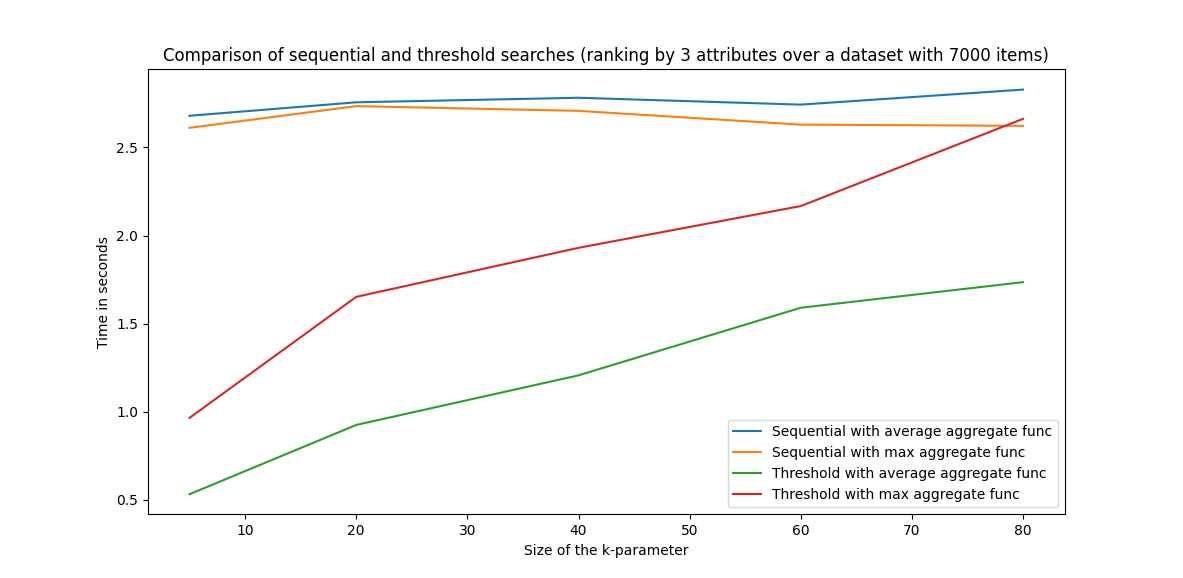 Comparison of sequential and threshold searches (ranking by 3 attributes over a dataset with 7000 items)
Time in seconds
2.5
2.0
1.5
1.0
0.5
Sequential with average aggregate func
Sequential with max aggregate func
Threshold with average aggregate func
Threshold with max aggregate func
10 20 30 40 50 60 70 80
Size of the k-parameter